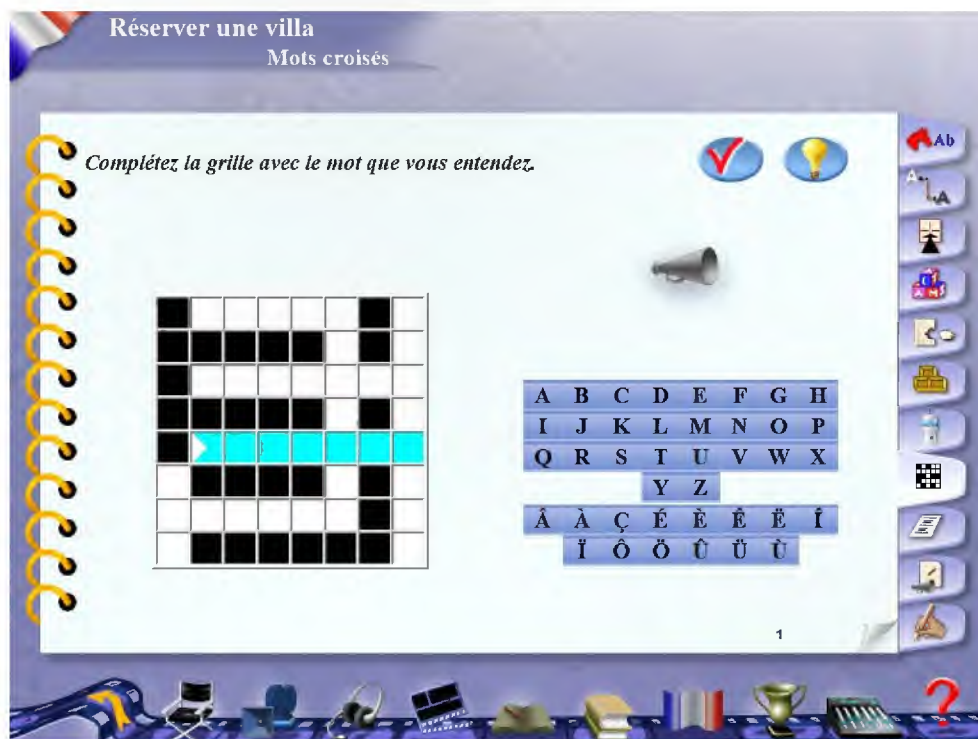 Réserver une villa
Mots croisés
Complétez la grille avec le mot que vous entendez.
Ab
A
A
A B C D E F G H
I J K L M N O P
Q R S T U V W X
Y Z
Â À Ç É È Ê Ë Î
Ï Ô Ö Û Ü Ù
1
?